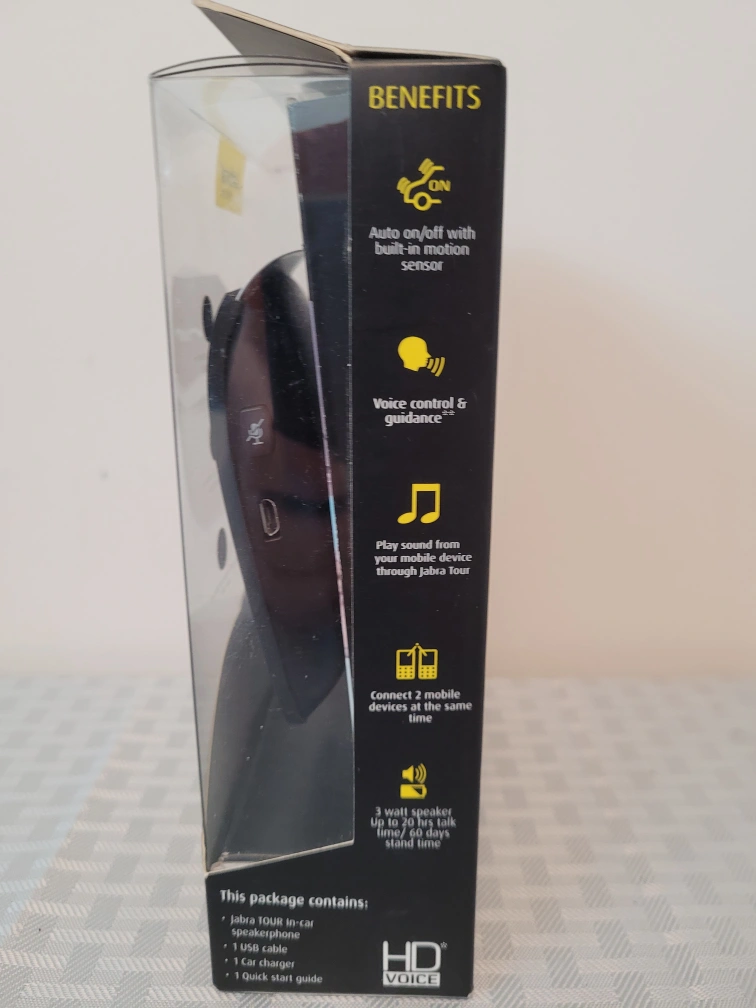 BENEFITS
ON
Auto on/off with
built-in motion
sensor
Voice control &
guidance**
Play sound from
your mobile device
through Jabra Tour
Connect 2 mobile
devices at the same
time
3 watt speaker
Up to 20 hrs talk
time/ 60 days
stand time
This package contains:
· Jabra TOUR In-car
speakerphone
· 1 USB cable
· 1 Car charger
· 1 Quick start guide
HD*
VOICE